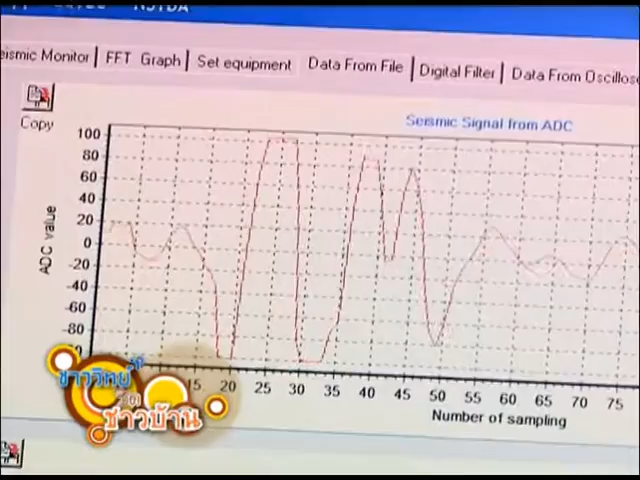 NSTDA
eismic Monitor
FFT Graph
Set equipment
Data From File
Digital Filter
Data From Oscillos
Copy
Seismic Signal from ADC
ADC value
100
80
60
40
20
0
-20
-40
-60
-80
15
20
25
30
35
40
45
50
55
60
65
70
75
Number of sampling
ชาววิทย์
ชาวบ้าน